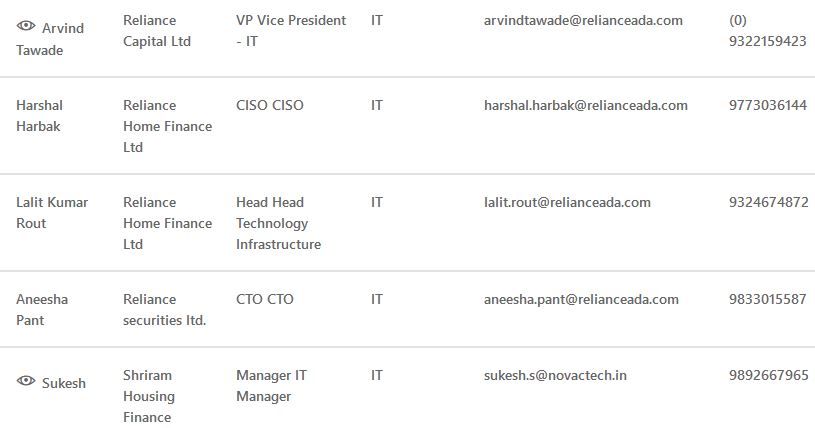 Arvind Tawade Reliance Capital Ltd VP Vice President - IT IT arvindtawade@relianceada.com (0) 9322159423
Harshal Harbak Reliance Home Finance Ltd CISO CISO IT harshal.harbak@relianceada.com 9773036144
Lalit Kumar Rout Reliance Home Finance Ltd Head Head Technology Infrastructure IT lalit.rout@relianceada.com 9324674872
Aneesha Pant Reliance securities ltd. CTO CTO IT aneesha.pant@relianceada.com 9833015587
Sukesh Shriram Housing Finance Manager IT Manager IT sukesh.s@novactech.in 9892667965